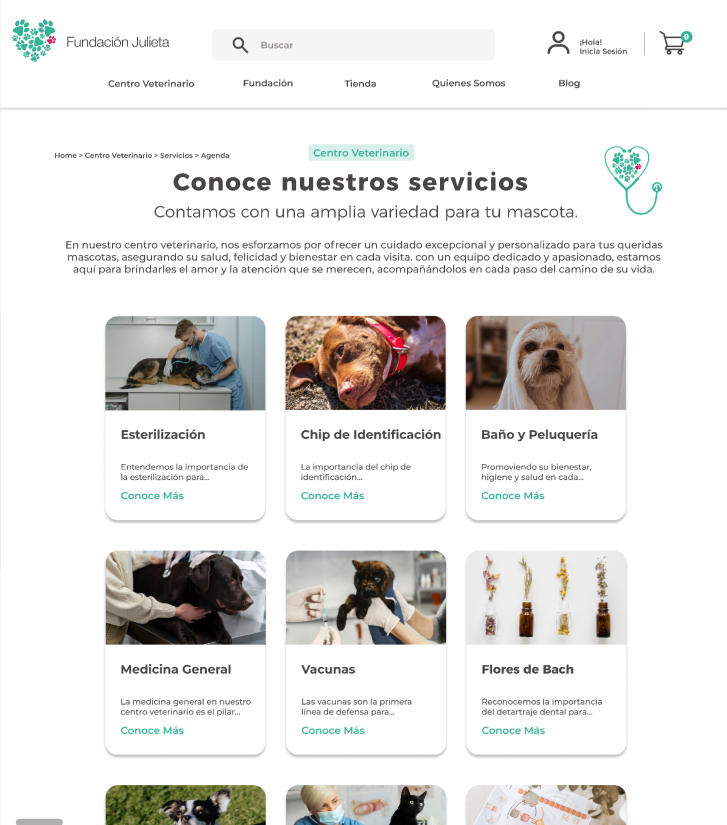 Fundación Julieta
Buscar
¡Hola!
Inicia Sesión
0
Centro Veterinario
Fundación
Tienda
Quienes Somos
Blog
Home > Centro Veterinario > Servicios > Agenda
Centro Veterinario
Conoce nuestros servicios
Contamos con una amplia variedad para tu mascota.
En nuestro centro veterinario, nos esforzamos por ofrecer un cuidado excepcional y personalizado para tus queridas
mascotas, asegurando su salud, felicidad y bienestar en cada visita. con un equipo dedicado y apasionado, estamos
aquí para brindarles el amor y la atención que se merecen, acompañándolos en cada paso del camino de su vida.
Esterilización
Entendemos la importancia de
la esterilización para...
Conoce Más
Chip de Identificación
La importancia del chip de
identificación...
Conoce Más
Baño y Peluquería
Promoviendo su bienestar,
higiene y salud en cada...
Conoce Más
Medicina General
La medicina general en nuestro
centro veterinario es el pilar...
Conoce Más
Vacunas
Las vacunas son la primera
línea de defensa para...
Conoce Más
Flores de Bach
Reconocemos la importancia
del detartraje dental para...
Conoce Más